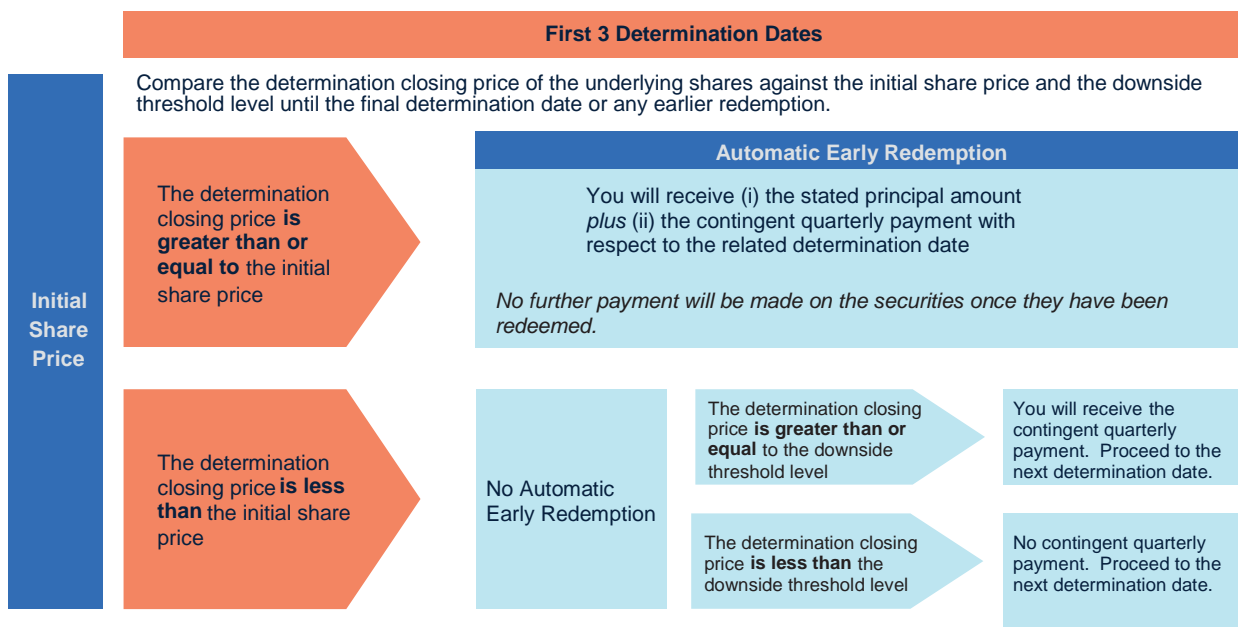 First 3 Determination Dates
Compare the determination closing price of the underlying shares against the initial share price and the downside
threshold level until the final determination date or any earlier redemption.
Initial
Share
Price
The determination
closing price is
greater than or
equal to the initial
share price
Automatic Early Redemption
You will receive (i) the stated principal amount
plus (ii) the contingent quarterly payment with
respect to the related determination date
No further payment will be made on the securities once they have been
redeemed.
The determination
closing price is less
than the initial share
price
No Automatic
Early Redemption
The determination closing
price is greater than or
equal to the downside
threshold level
You will receive the
contingent quarterly
payment. Proceed to the
next determination date.
The determination closing
price is less than the
downside threshold level
No contingent quarterly
payment. Proceed to the
next determination date.